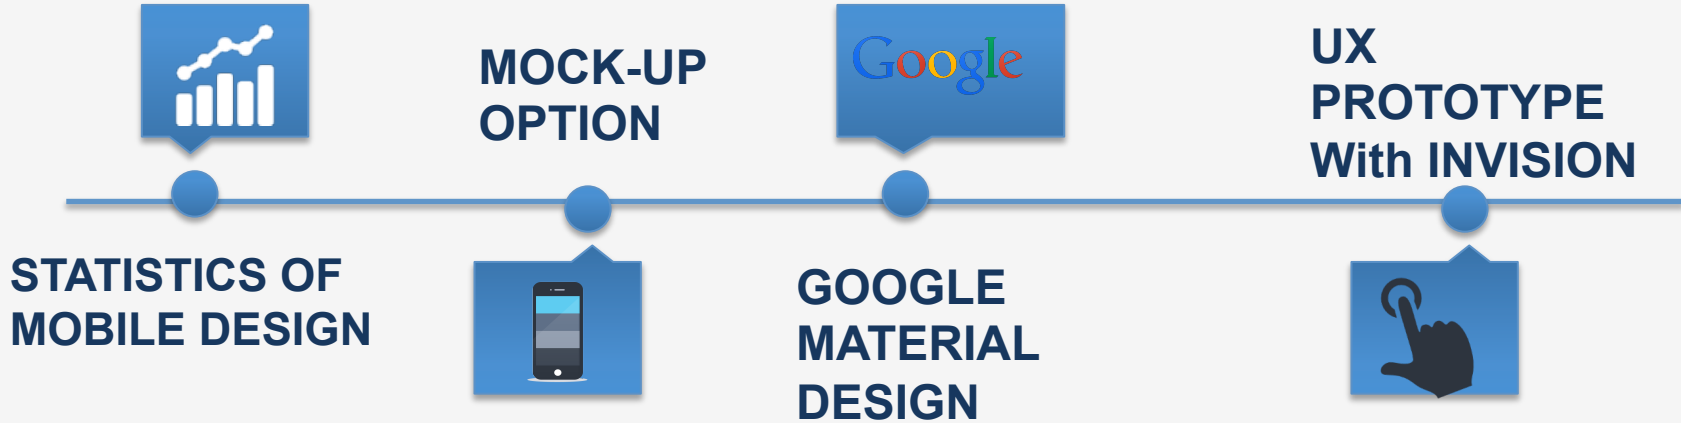 STATISTICS OF
MOBILE DESIGN
MOCK-UP
OPTION
Google
GOOGLE
MATERIAL
DESIGN
UX
PROTOTYPE
With INVISION